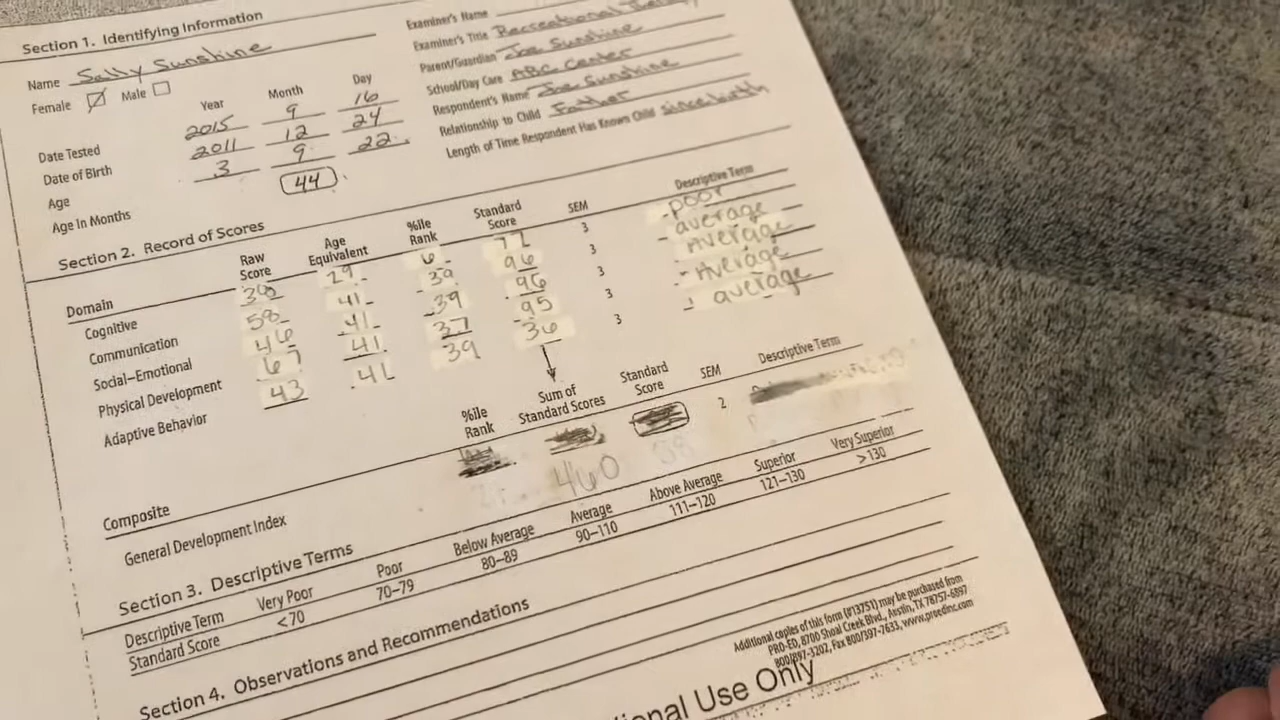 Section 1. Identifying Information
Name Sally Sunshine
Female Male
Year Month Day
Date Tested 2015 9 16
Date of Birth 2011 12 24
Age 3 9 22
Age in Months 44
Examiner's Name
Examiner's Title Recreational
Parent/Guardian Joe Sunshine
School/Day Care ABC Center
Respondent's Name Joe Sunshine
Relationship to Child Father
Length of Time Respondent Has Known Child since birth
Section 2. Record of Scores
Domain Raw Score Age Equivalent %ile Rank Standard Score SEM Descriptive Term
Cognitive 38 29 6 77 3 poor
Communication 58 41 39 96 3 average
Social–Emotional 46 41 39 96 3 Average
Physical Development 67 41 37 95 3 Average
Adaptive Behavior 43 41 39 36 3 average
Composite %ile Rank Sum of Standard Scores Standard Score SEM Descriptive Term
General Development Index 460 2
Section 3. Descriptive Terms
Descriptive Term Very Poor Poor Below Average Average Above Average Superior Very Superior
Standard Score <70 70–79 80–89 90–110 111–120 121–130 >130
Section 4. Observations and Recommendations
Additional copies of this form (#13751) may be purchased from
PRO-ED, 8700 Shoal Creek Blvd., Austin, TX 78757-6897
800/897-3202, Fax 800/397-7633, www.proedinc.com
ional Use Only